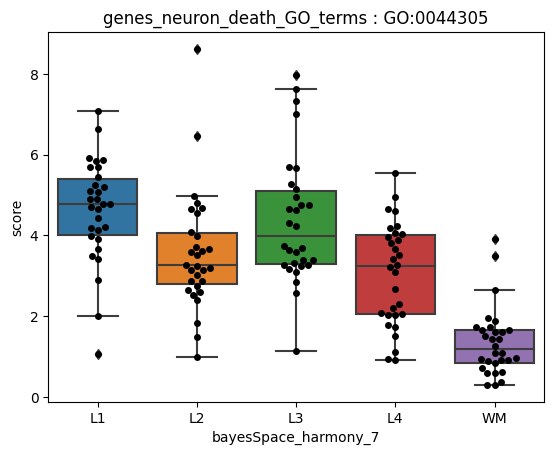 genes_neuron_death_GO_terms : GO:0044305
score
8
6
4
2
0
L1 L2 L3 L4 WM
bayesSpace_harmony_7